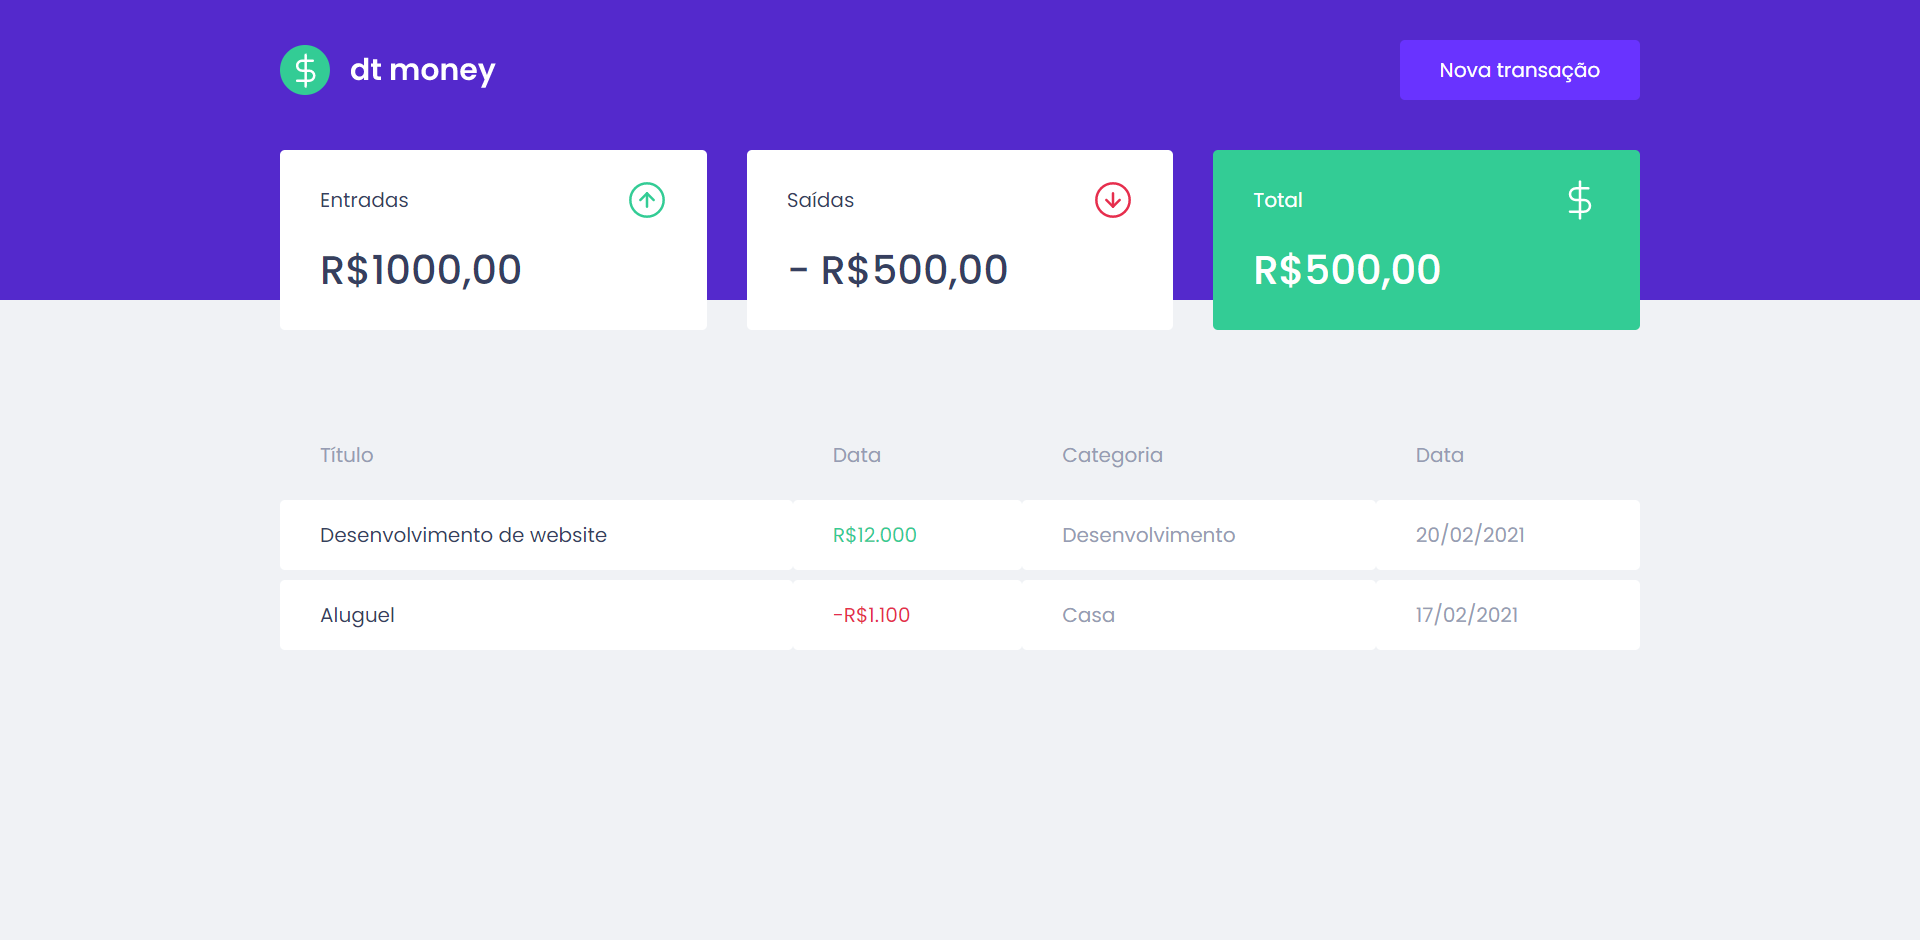 dt money
Nova transação
Entradas
R$1000,00
Saídas
- R$500,00
Total
$
R$500,00
Título Data Categoria Data
Desenvolvimento de website R$12.000 Desenvolvimento 20/02/2021
Aluguel -R$1.100 Casa 17/02/2021